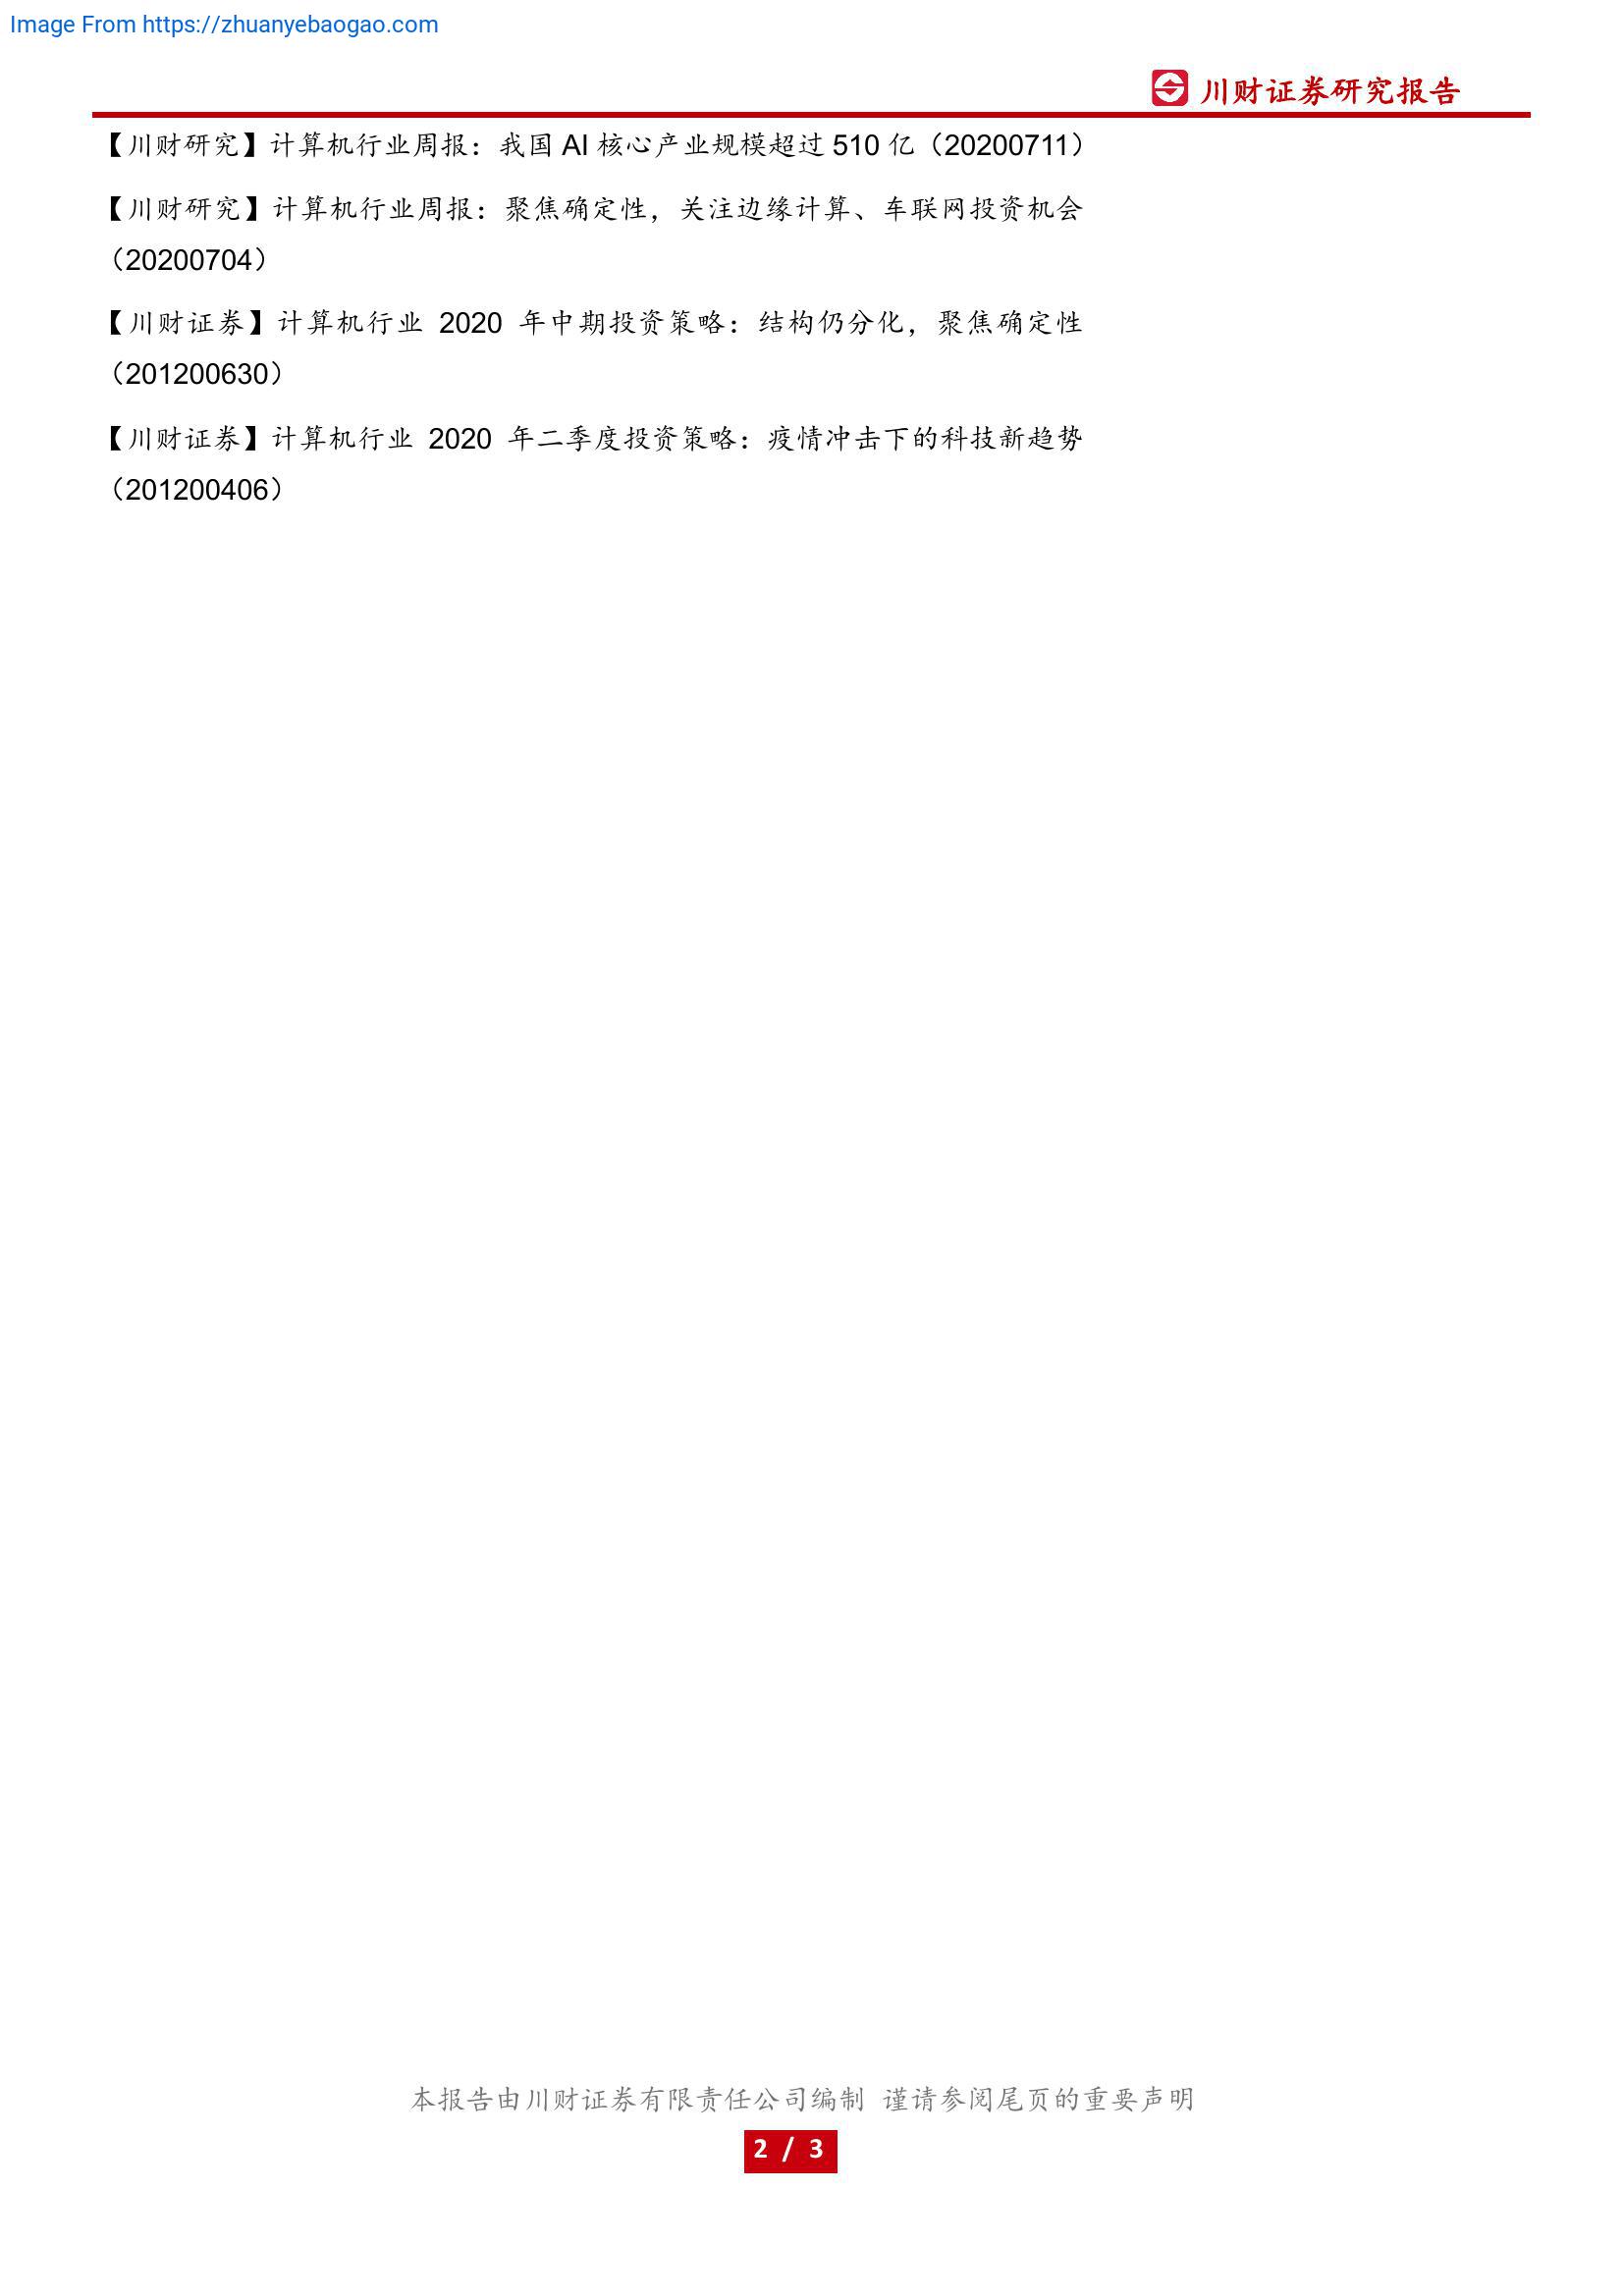 Image From https://zhuanyebaogao.com
川财证券研究报告
【川财研究】计算机行业周报：我国 AI 核心产业规模超过 510 亿（20200711）
【川财研究】计算机行业周报：聚焦确定性，关注边缘计算、车联网投资机会
（20200704）
【川财证券】计算机行业 2020 年中期投资策略：结构仍分化，聚焦确定性
（201200630）
【川财证券】计算机行业 2020 年二季度投资策略：疫情冲击下的科技新趋势
（201200406）
本报告由川财证券有限责任公司编制 谨请参阅尾页的重要声明
2 / 3